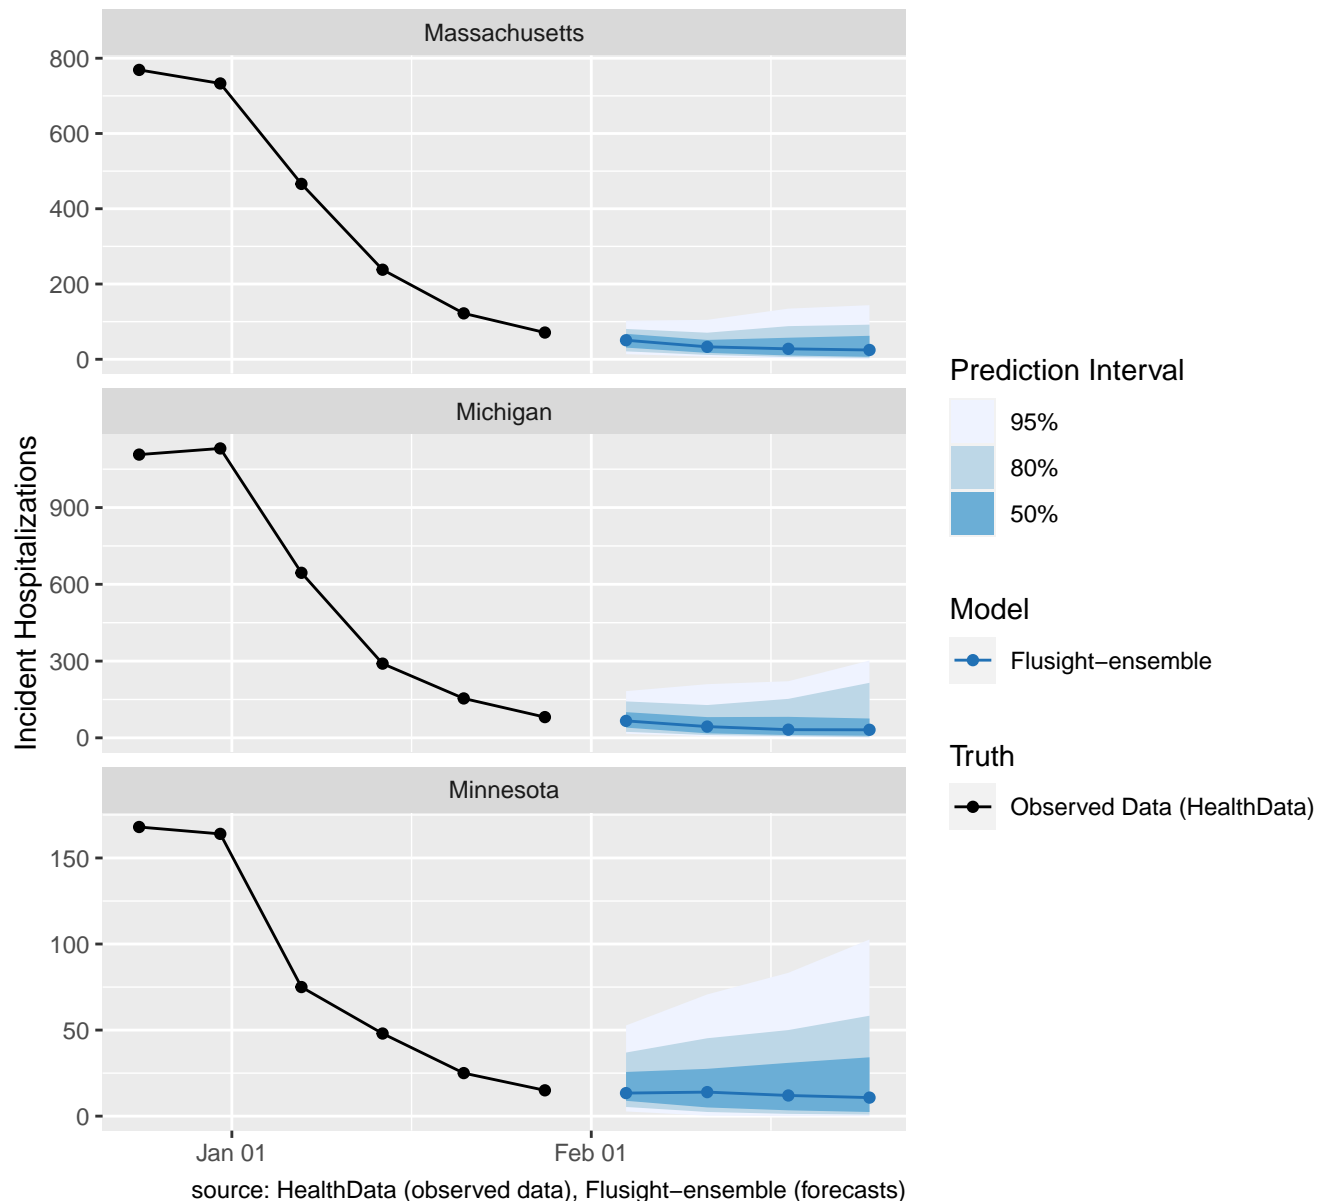 Massachusetts
800
600
400
200
0
Michigan
900
600
300
0
Minnesota
150
100
50
0
Jan 01
Feb 01
Incident Hospitalizations
source: HealthData (observed data), Flusight−ensemble (forecasts)
Prediction Interval
95%
80%
50%
Model
Flusight−ensemble
Truth
Observed Data (HealthData)